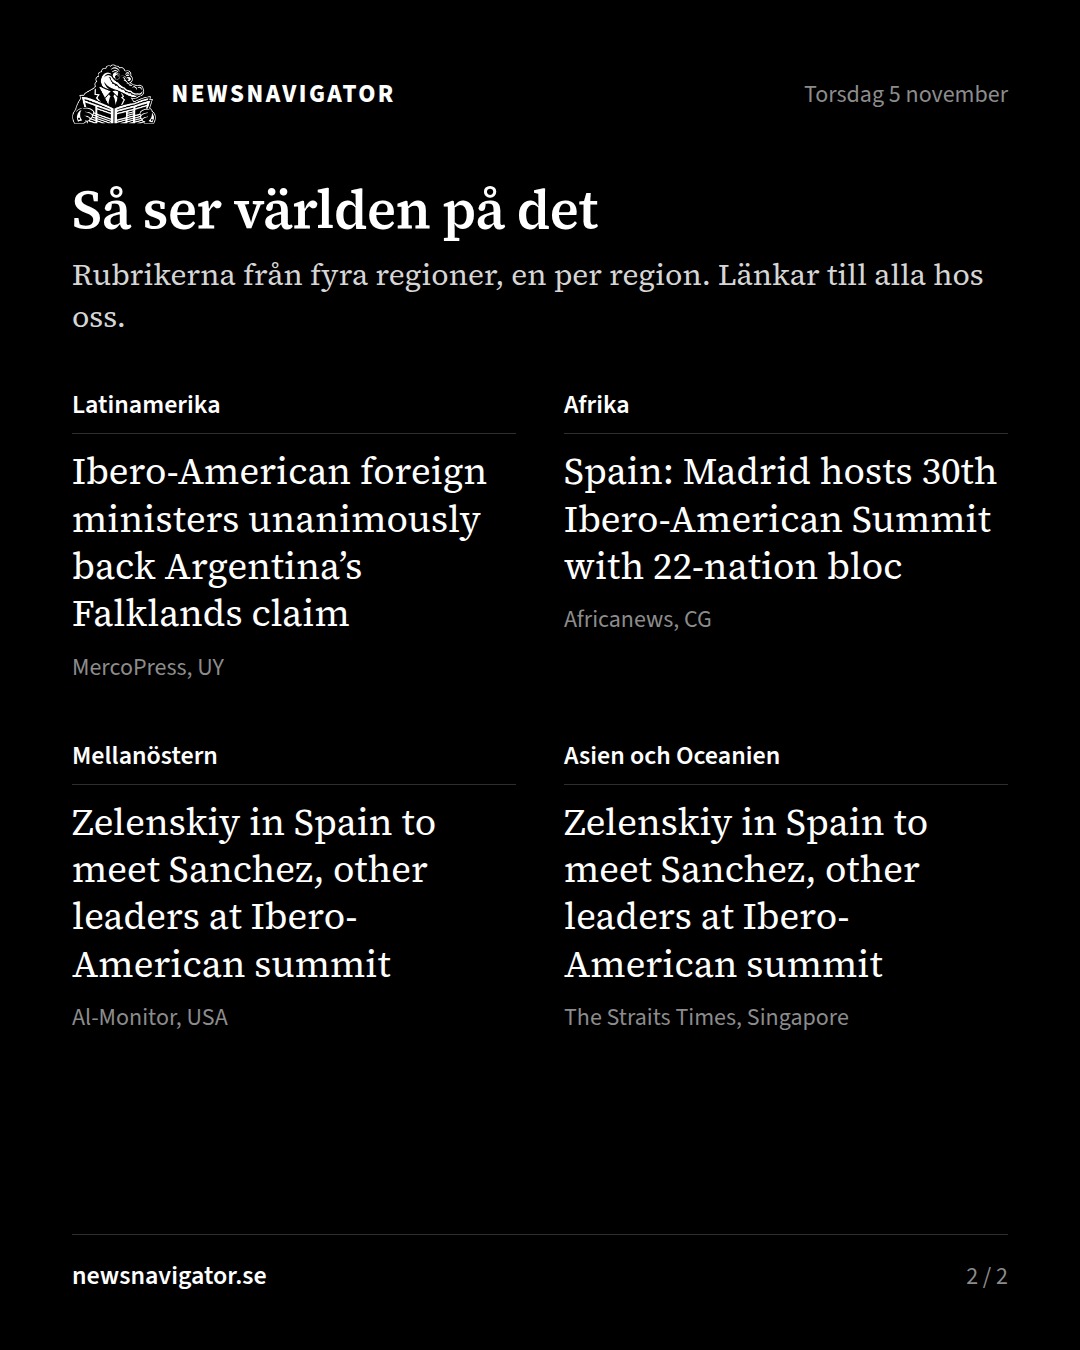 NEWSNAVIGATOR
Torsdag 5 november
Så ser världen på det
Rubrikerna från fyra regioner, en per region. Länkar till alla hos
oss.
Latinamerika
Ibero-American foreign
ministers unanimously
back Argentina’s
Falklands claim
MercoPress, UY
Afrika
Spain: Madrid hosts 30th
Ibero-American Summit
with 22-nation bloc
Africanews, CG
Mellanöstern
Zelenskiy in Spain to
meet Sanchez, other
leaders at Ibero-
American summit
Al-Monitor, USA
Asien och Oceanien
Zelenskiy in Spain to
meet Sanchez, other
leaders at Ibero-
American summit
The Straits Times, Singapore
newsnavigator.se
2 / 2